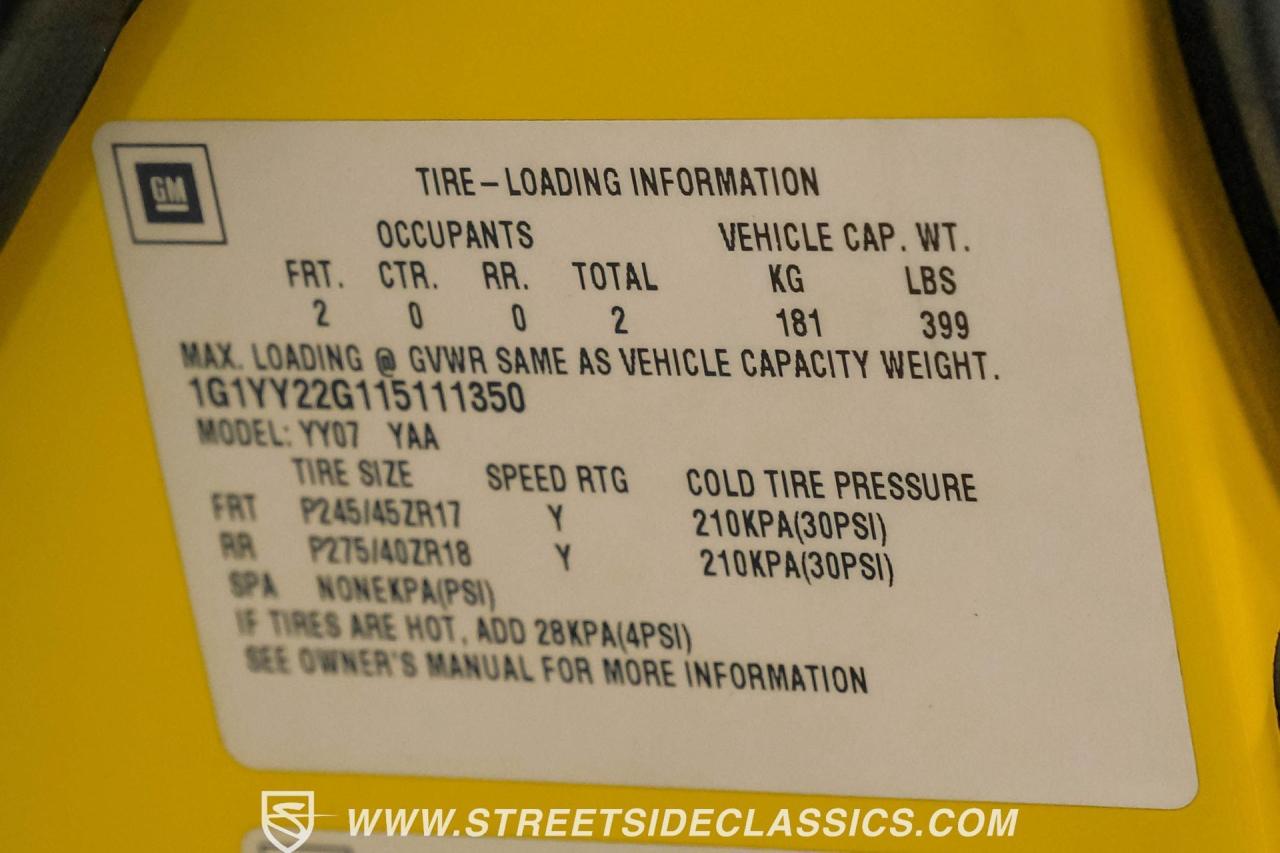 GM
TIRE – LOADING INFORMATION
OCCUPANTS VEHICLE CAP. WT.
FRT. CTR. RR. TOTAL KG LBS
2 0 0 2 181 399
MAX. LOADING @ GVWR SAME AS VEHICLE CAPACITY WEIGHT.
1G1YY22G115111350
MODEL: YY07 YAA
TIRE SIZE SPEED RTG COLD TIRE PRESSURE
FRT P245/45ZR17 Y 210KPA(30PSI)
RR P275/40ZR18 Y 210KPA(30PSI)
SPA NONEKPA(PSI)
IF TIRES ARE HOT, ADD 28KPA(4PSI)
SEE OWNER'S MANUAL FOR MORE INFORMATION
WWW.STREETSIDECLASSICS.COM